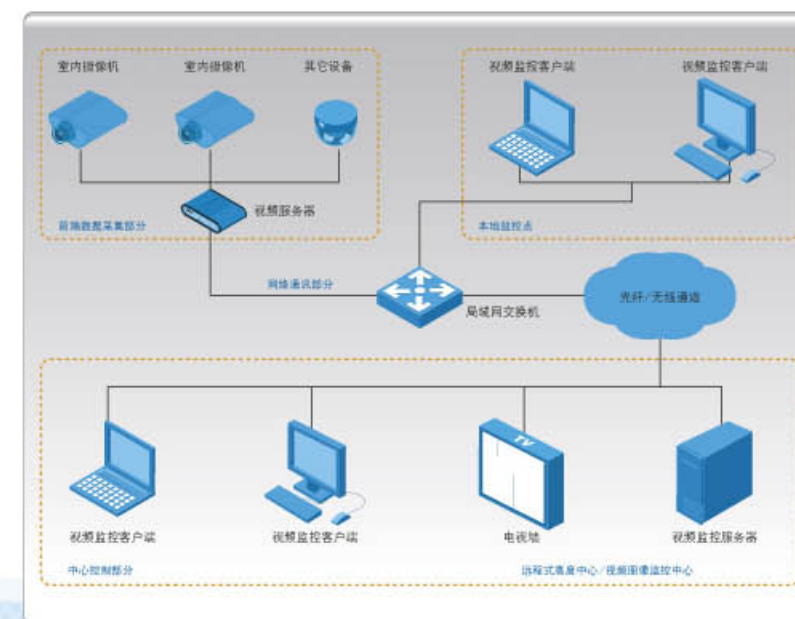 室内摄像机 室内摄像机 其它设备
视频监控客户端 视频监控客户端
视频服务器
前端数据采集部分
本地监控点
网络通讯部分
局域网交换机
光纤/无线通道
TV
视频监控客户端 视频监控客户端 电视墙 视频监控服务器
中心控制部分 远程式高度中心/视频图像监控中心